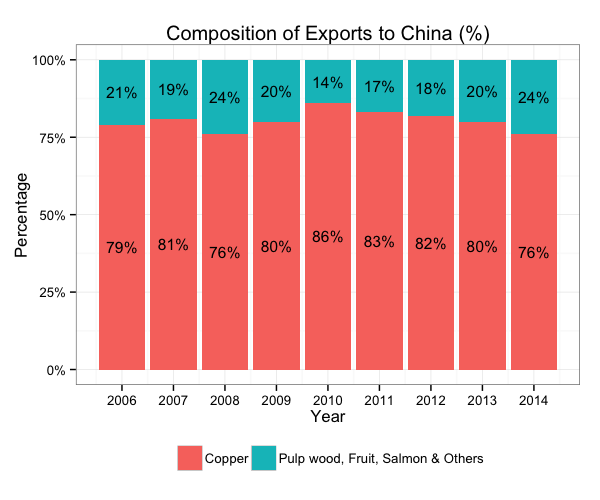 Composition of Exports to China (%)
100%
75%
50%
25%
0%
Percentage
21% 19% 24% 20% 14% 17% 18% 20% 24%
79% 81% 76% 80% 86% 83% 82% 80% 76%
2006 2007 2008 2009 2010 2011 2012 2013 2014
Year
Copper Pulp wood, Fruit, Salmon & Others